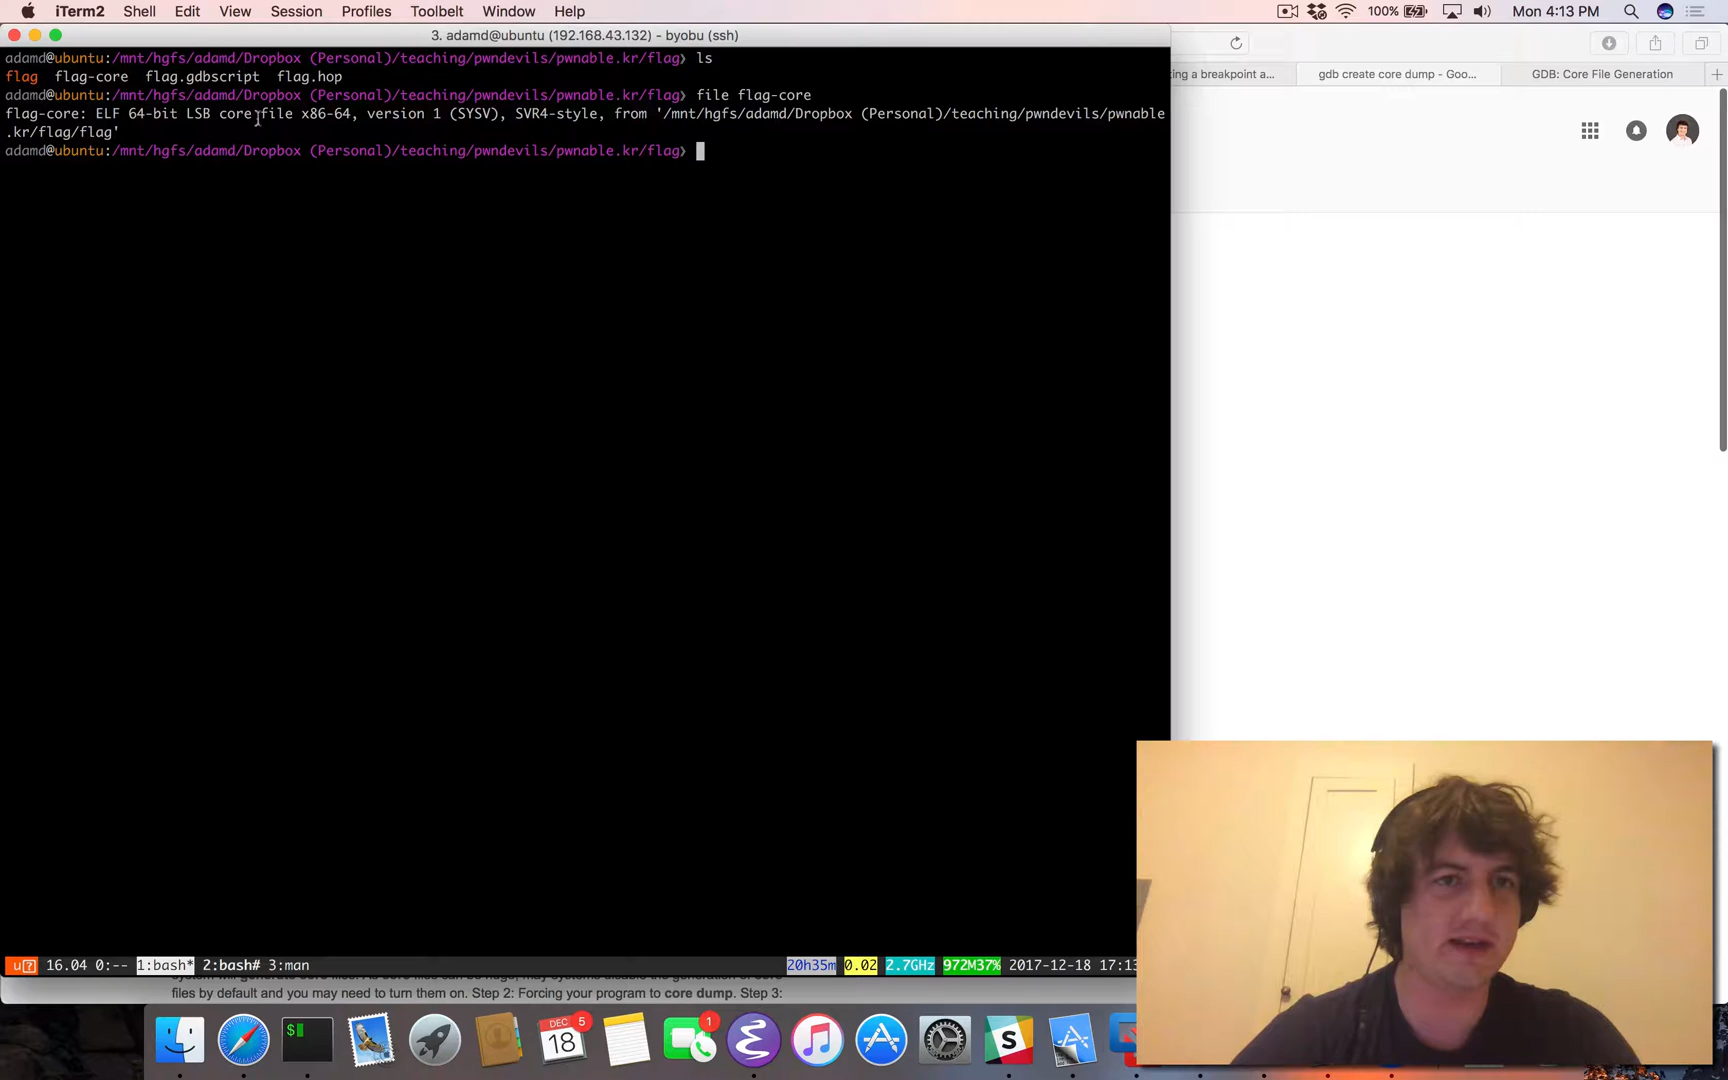 iTerm2 Shell Edit View Session Profiles Toolbelt Window Help 100% Mon 4:13 PM
3. adamd@ubuntu (192.168.43.132) - byobu (ssh)
adamd@ubuntu:/mnt/hgfs/adamd/Dropbox (Personal)/teaching/pwndevils/pwnable.kr/flag❯ ls
flag flag-core flag.gdbscript flag.hop
adamd@ubuntu:/mnt/hgfs/adamd/Dropbox (Personal)/teaching/pwndevils/pwnable.kr/flag❯ file flag-core
flag-core: ELF 64-bit LSB core file x86-64, version 1 (SYSV), SVR4-style, from '/mnt/hgfs/adamd/Dropbox (Personal)/teaching/pwndevils/pwnable
.kr/flag/flag'
adamd@ubuntu:/mnt/hgfs/adamd/Dropbox (Personal)/teaching/pwndevils/pwnable.kr/flag❯
ting a breakpoint a... gdb create core dump - Goo... GDB: Core File Generation
u? 16.04 0:-- 1:bash* 2:bash# 3:man 20h35m 0.02 2.7GHz 972M37% 2017-12-18 17:13
files by default and you may need to turn them on. Step 2: Forcing your program to core dump. Step 3:
$
DEC 5
18
1
S